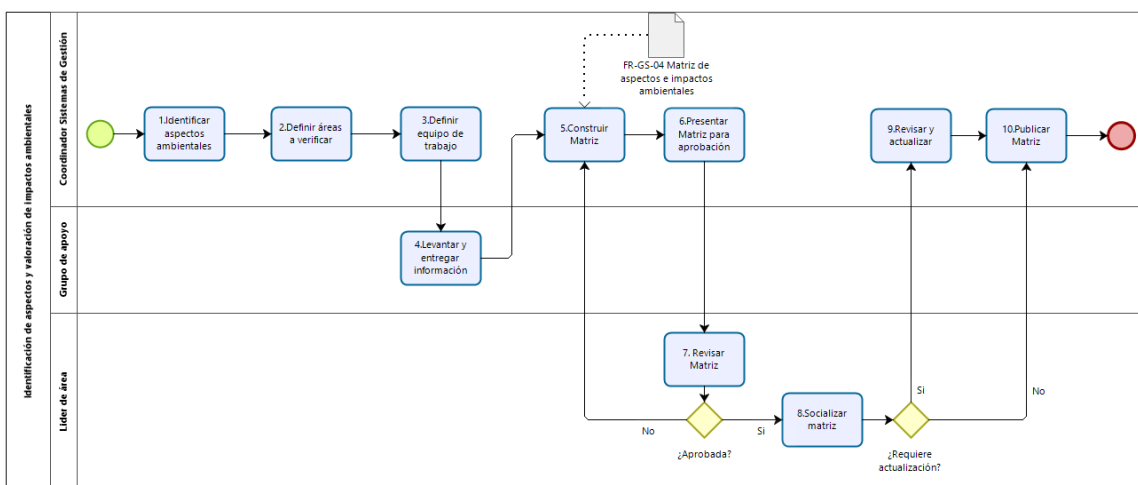 Identificación de aspectos y valoración de impactos ambientales
Coordinador Sistemas de Gestión
1.Identificar
aspectos
ambientales
2.Definir áreas
a verificar
3.Definir
equipo de
trabajo
5.Construir
Matriz
FR-GS-04 Matriz de
aspectos e impactos
ambientales
6.Presentar
Matriz para
aprobación
9.Revisar y
actualizar
10.Publicar
Matriz
Grupo de apoyo
4.Levantar y
entregar
información
Lider de área
7. Revisar
Matriz
No
¿Aprobada?
Si
8.Socializar
matriz
Si
No
¿Requiere
actualización?